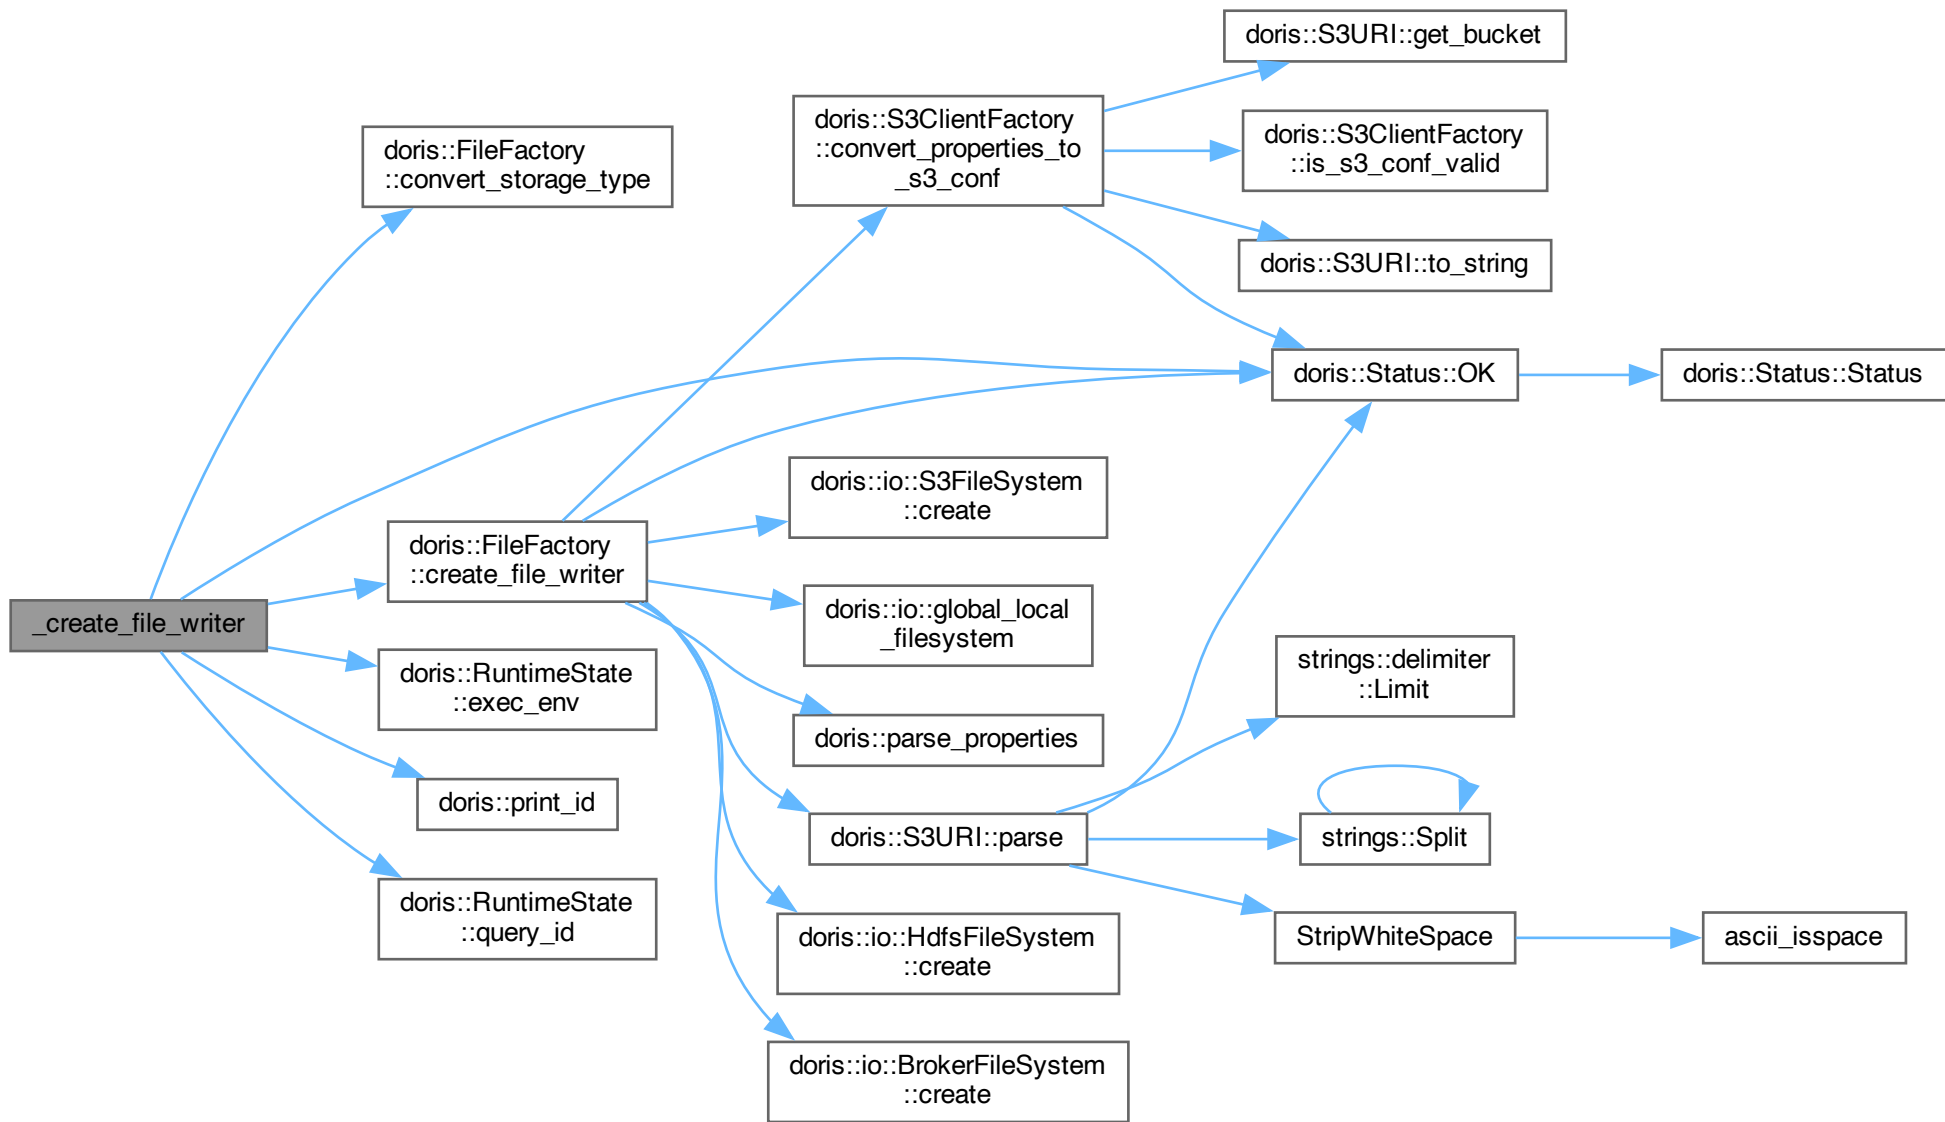 _create_file_writer
doris::FileFactory
::convert_storage_type
doris::FileFactory
::create_file_writer
doris::RuntimeState
::exec_env
doris::print_id
doris::RuntimeState
::query_id
doris::S3ClientFactory
::convert_properties_to
_s3_conf
doris::io::S3FileSystem
::create
doris::io::global_local
_filesystem
doris::parse_properties
doris::S3URI::parse
doris::io::HdfsFileSystem
::create
doris::io::BrokerFileSystem
::create
doris::S3URI::get_bucket
doris::S3ClientFactory
::is_s3_conf_valid
doris::S3URI::to_string
doris::Status::OK
strings::delimiter
::Limit
strings::Split
StripWhiteSpace
doris::Status::Status
ascii_isspace